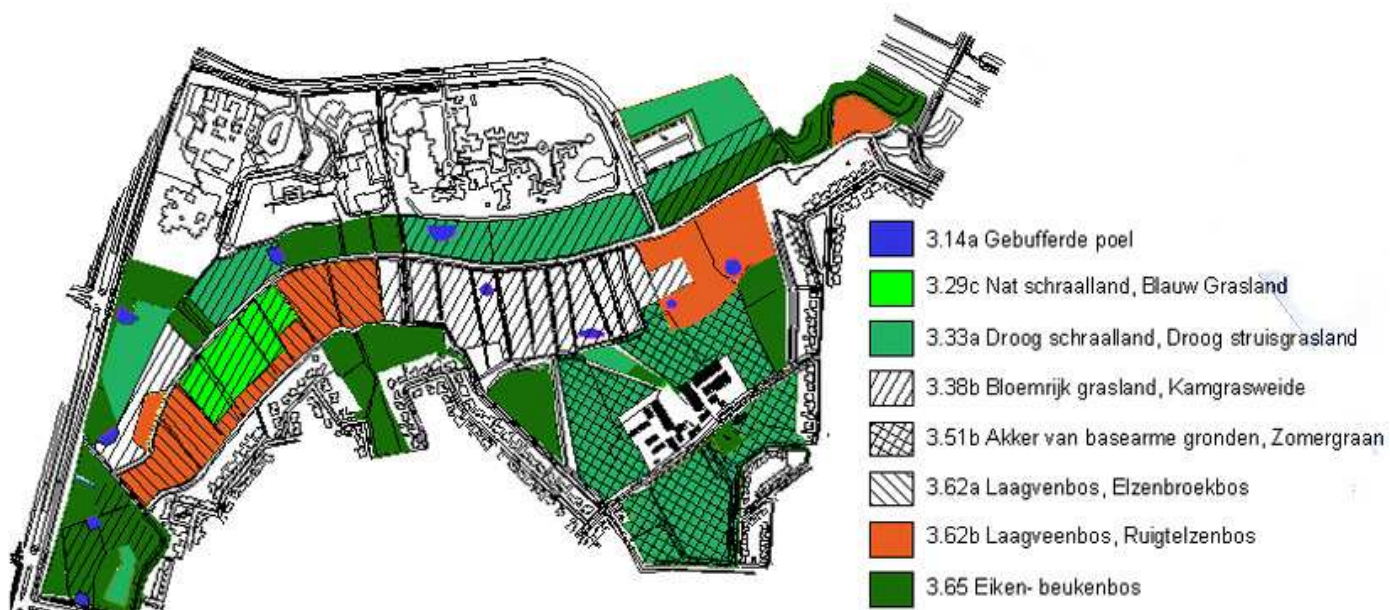 3.14a Gebufferde poel
3.29c Nat schraalland, Blauw Grasland
3.33a Droog schraalland, Droog struisgrasland
3.38b Bloemrijk grasland, Kamgrasweide
3.51b Akker van basearme gronden, Zomergraan
3.62a Laagvenbos, Elzenbroekbos
3.62b Laagveenbos, Ruigtelzenbos
3.65 Eiken- beukenbos